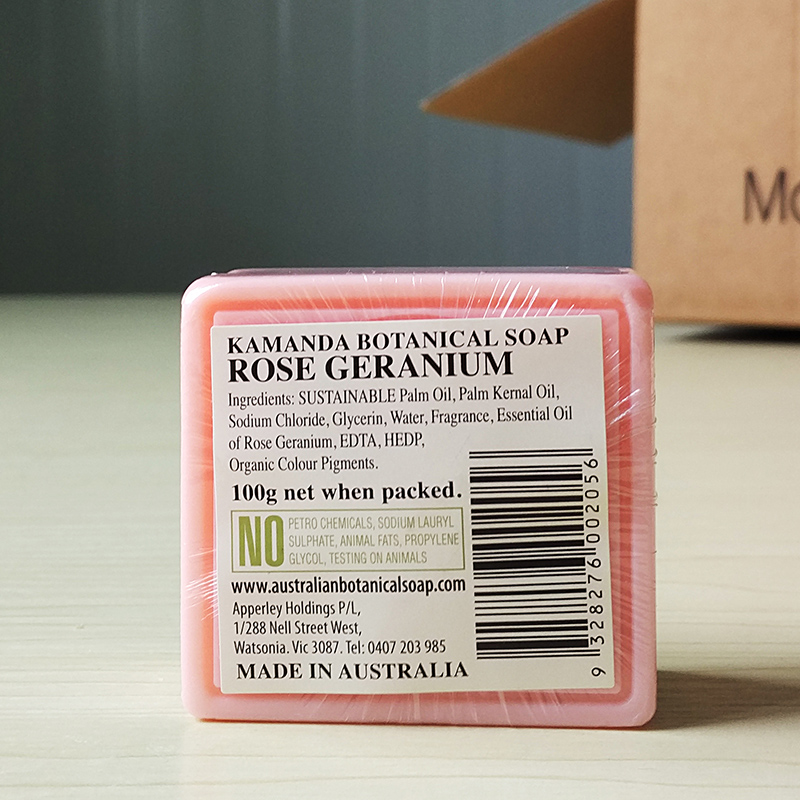 Mo
KAMANDA BOTANICAL SOAP
ROSE GERANIUM
Ingredients: SUSTAINABLE Palm Oil, Palm Kernal Oil,
Sodium Chloride, Glycerin, Water, Fragrance, Essential Oil
of Rose Geranium, EDTA, HEDP,
Organic Colour Pigments.
100g net when packed.
NO PETRO CHEMICALS, SODIUM LAURYL
SULPHATE, ANIMAL FATS, PROPYLENE
GLYCOL, TESTING ON ANIMALS
www.australianbotanicalsoap.com
Apperley Holdings P/L,
1/288 Nell Street West,
Watsonia. Vic 3087. Tel: 0407 203 985
MADE IN AUSTRALIA
9 328276 002056